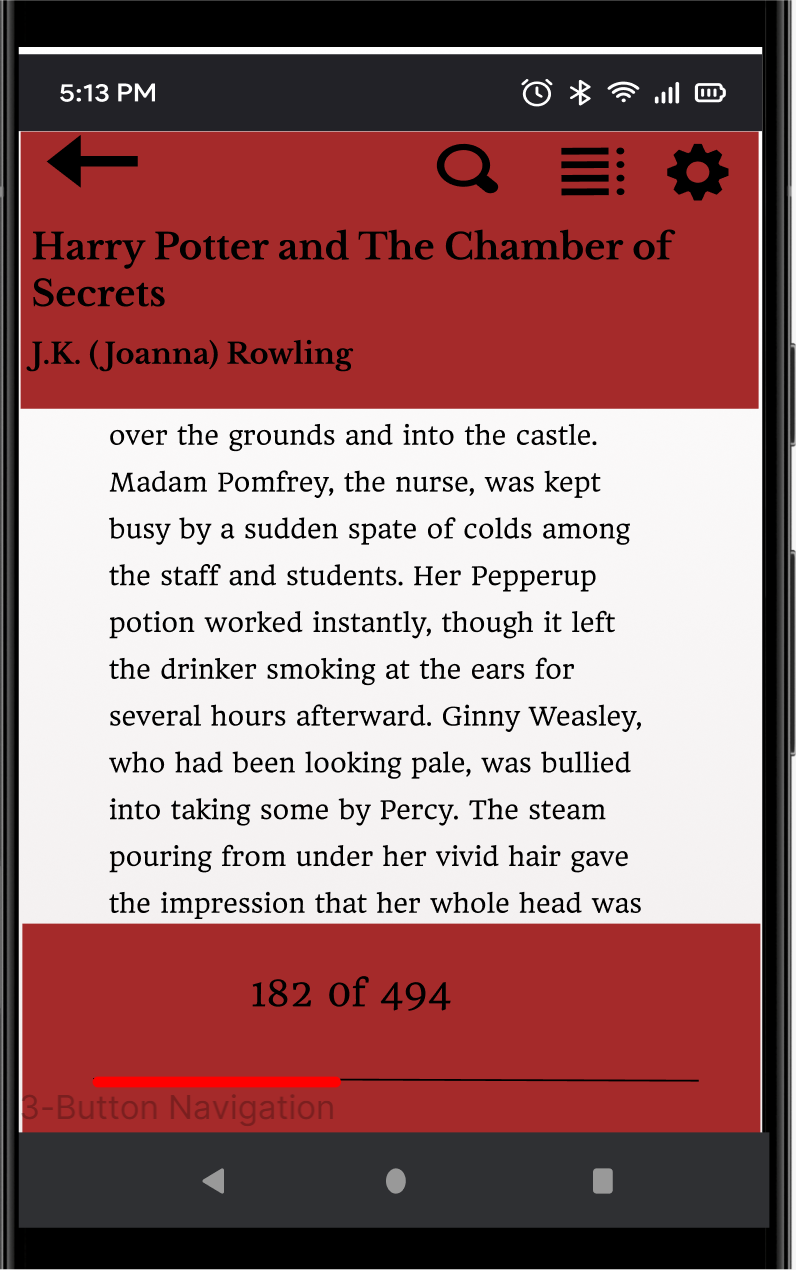 5:13 PM
Harry Potter and The Chamber of
Secrets
J.K. (Joanna) Rowling
over the grounds and into the castle.
Madam Pomfrey, the nurse, was kept
busy by a sudden spate of colds among
the staff and students. Her Pepperup
potion worked instantly, though it left
the drinker smoking at the ears for
several hours afterward. Ginny Weasley,
who had been looking pale, was bullied
into taking some by Percy. The steam
pouring from under her vivid hair gave
the impression that her whole head was
182 of 494
3-Button Navigation